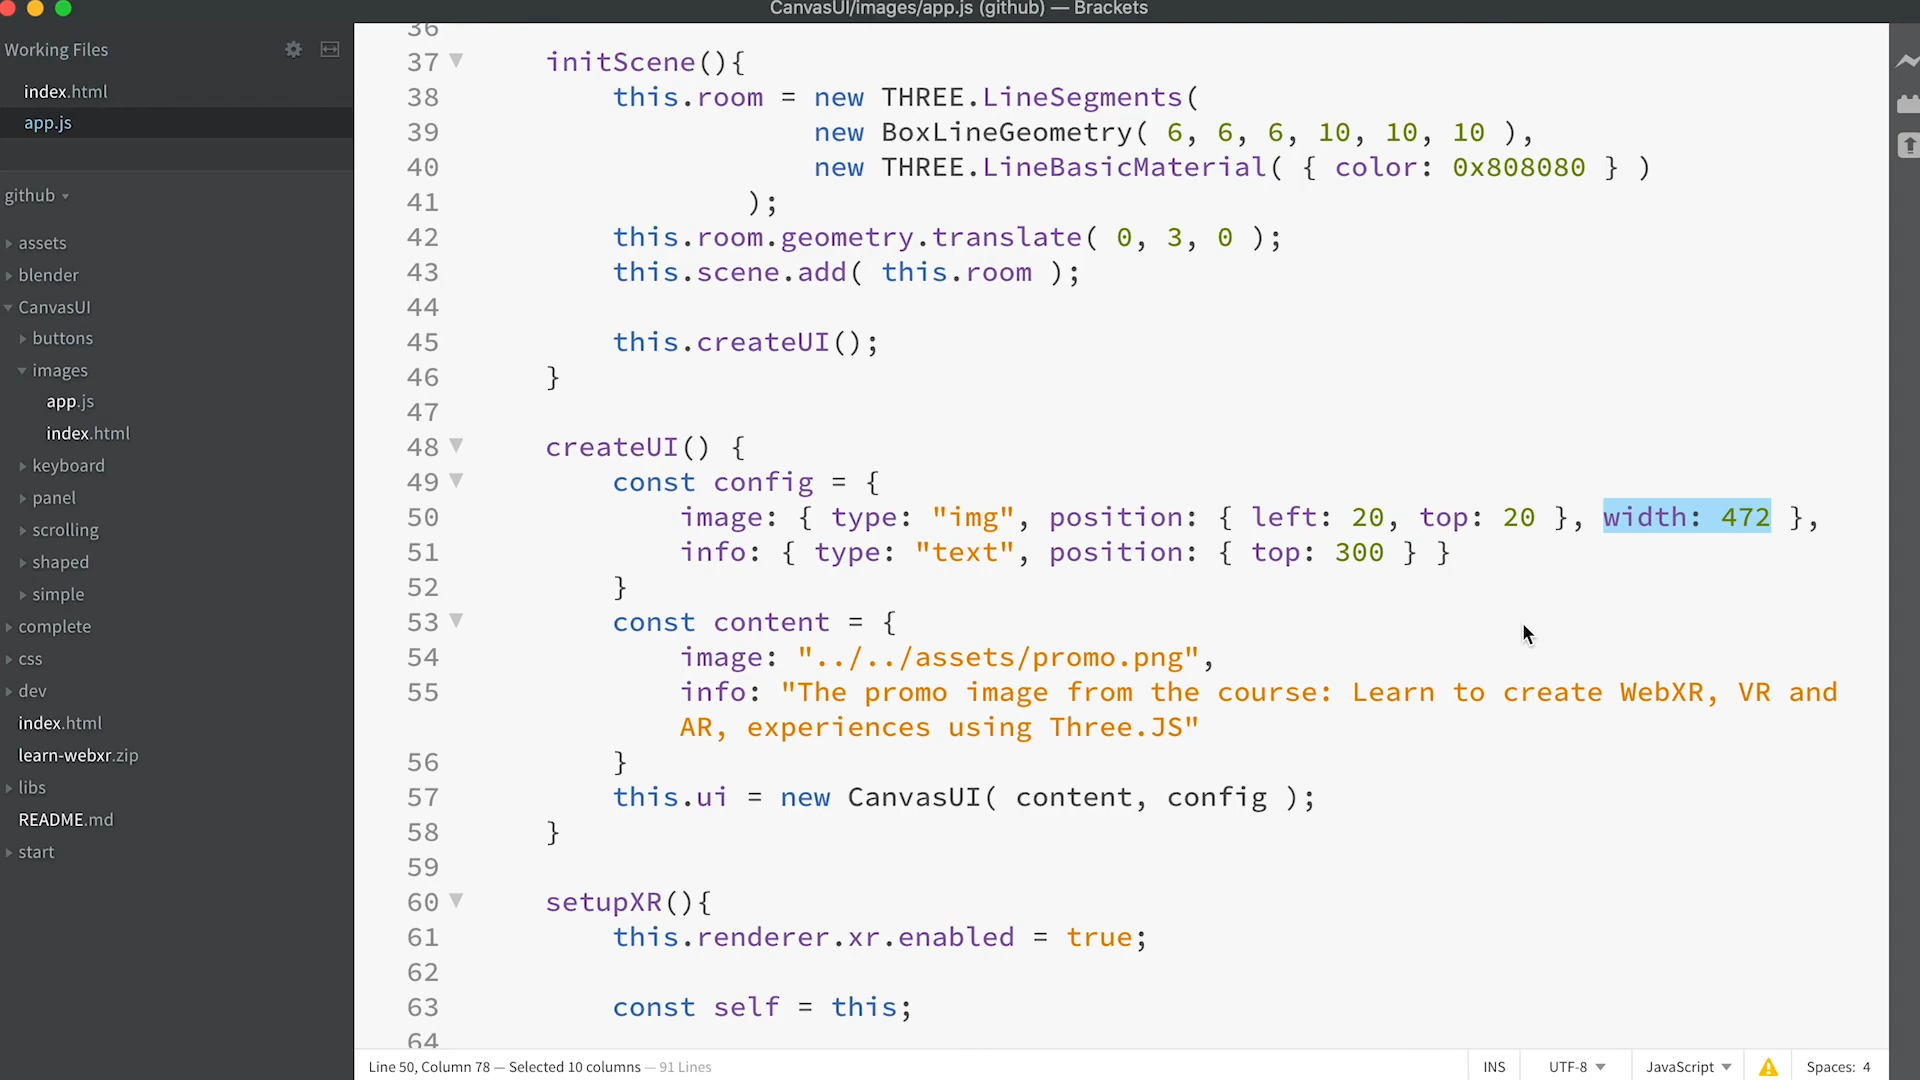 CanvasUI/images/app.js (github) — Brackets
Working Files
index.html
app.js
github
assets
blender
CanvasUI
buttons
images
app.js
index.html
keyboard
panel
scrolling
shaped
simple
complete
css
dev
index.html
learn-webxr.zip
libs
README.md
start
36
37 initScene(){
38 this.room = new THREE.LineSegments(
39 new BoxLineGeometry( 6, 6, 6, 10, 10, 10 ),
40 new THREE.LineBasicMaterial( { color: 0x808080 } )
41 );
42 this.room.geometry.translate( 0, 3, 0 );
43 this.scene.add( this.room );
44
45 this.createUI();
46 }
47
48 createUI() {
49 const config = {
50 image: { type: "img", position: { left: 20, top: 20 }, width: 472 },
51 info: { type: "text", position: { top: 300 } }
52 }
53 const content = {
54 image: "../../assets/promo.png",
55 info: "The promo image from the course: Learn to create WebXR, VR and
AR, experiences using Three.JS"
56 }
57 this.ui = new CanvasUI( content, config );
58 }
59
60 setupXR(){
61 this.renderer.xr.enabled = true;
62
63 const self = this;
64
Line 50, Column 78 — Selected 10 columns — 91 Lines
INS UTF-8 JavaScript Spaces: 4